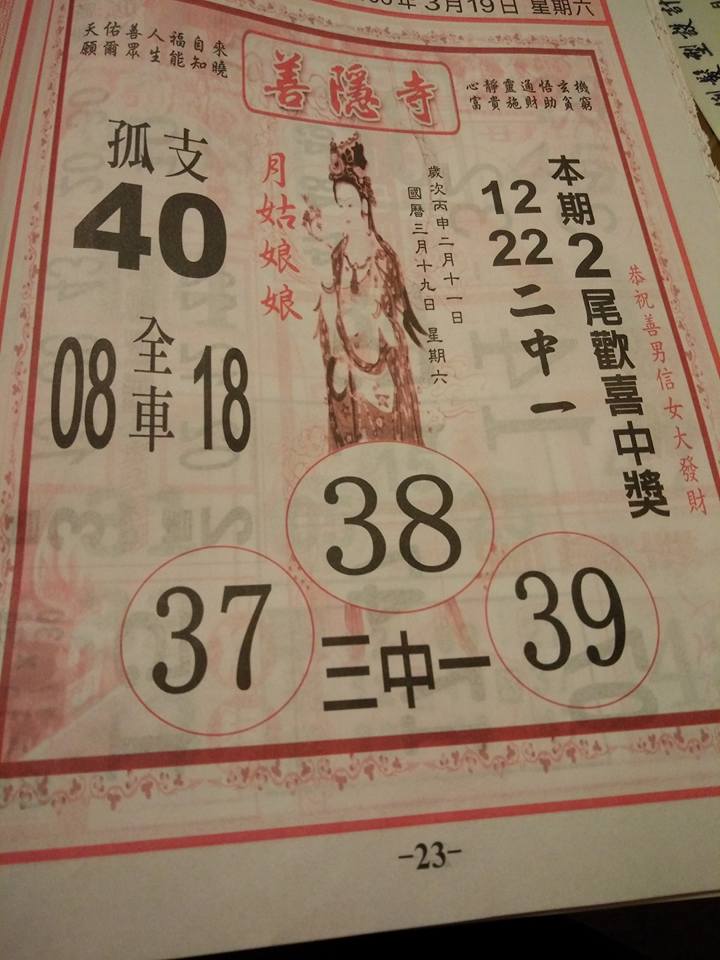 年 3月19日 星期六
天佑善人福自來
願爾眾生能知曉
善隱寺
心靜靈通悟玄機
富貴施財助貧窮
孤支
40
月姑娘娘
歲次丙申二月十一日
國曆三月十九日 星期六
本期2尾歡喜中獎
12
22
二中一
恭祝善男信女大發財
08 全車 18
38
37
39
三中一
-23-